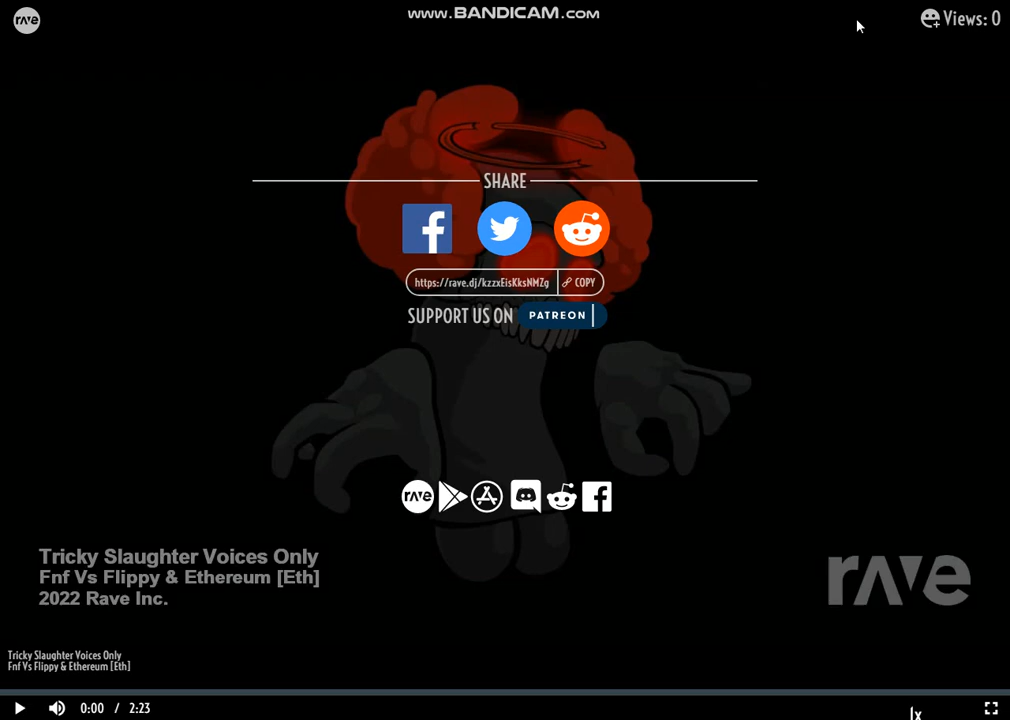 rave
www.BANDICAM.com
Views: 0
SHARE
https://rave.dj/kzzxEisKksNMZg
COPY
SUPPORT US ON PATREON
rave
Tricky Slaughter Voices Only
Fnf Vs Flippy & Ethereum [Eth]
2022 Rave Inc.
rave
Tricky Slaughter Voices Only
Fnf Vs Flippy & Ethereum [Eth]
0:00 / 2:23
1x